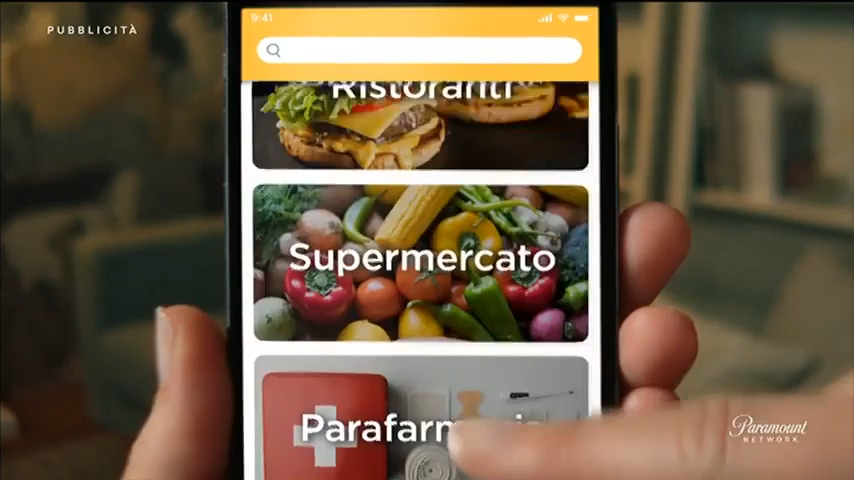 PUBBLICITÀ
9:41
Ristoranti
Supermercato
Paramount
NETWORK